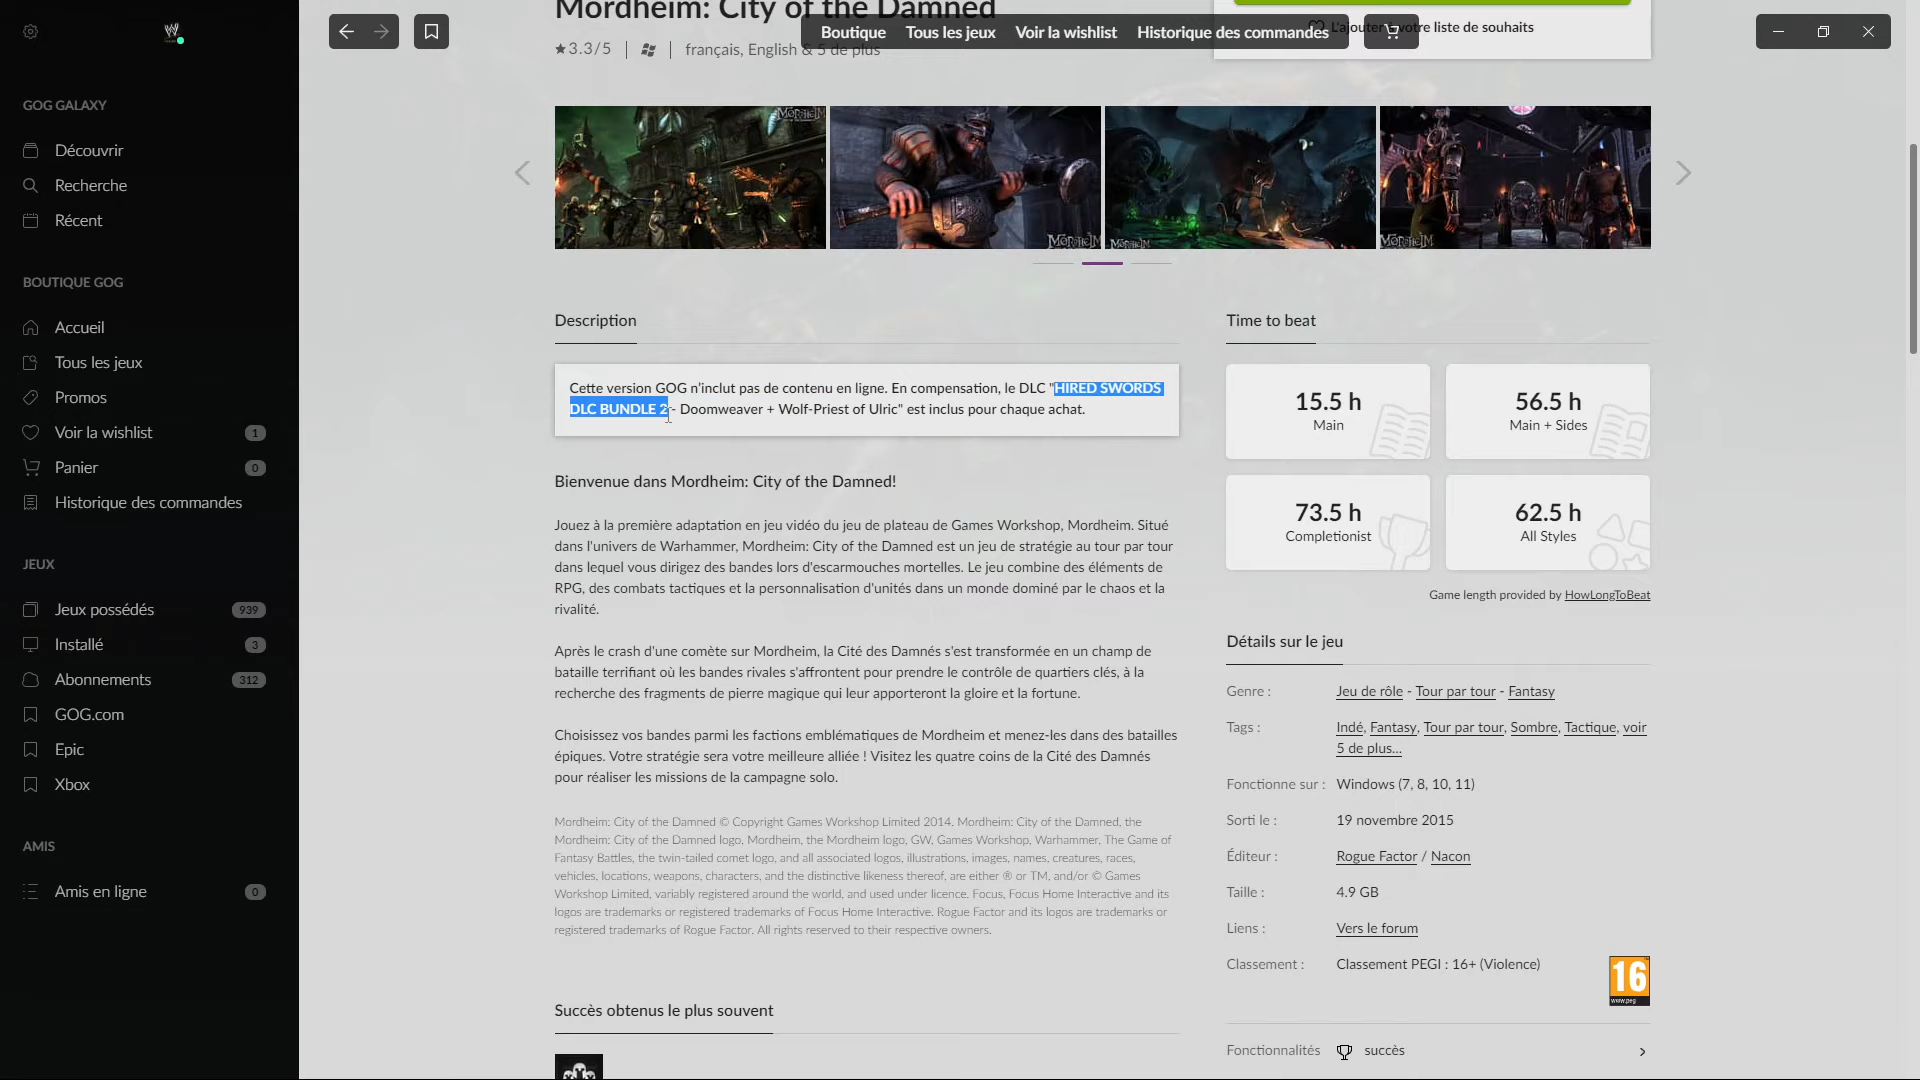 Mordheim: City of the Damned
Boutique
Tous les jeux
Voir la wishlist
Historique des commandes
L'ajouter à votre liste de souhaits
3.3/5
français, English & 5 de plus
GOG GALAXY
Découvrir
Recherche
Récent
BOUTIQUE GOG
Accueil
Tous les jeux
Promos
Voir la wishlist 1
Panier 0
Historique des commandes
JEUX
Jeux possédés 939
Installé 3
Abonnements 312
GOG.com
Epic
Xbox
AMIS
Amis en ligne 0
MORDHEIM
MORDHEIM
MORDHEIM
MORDHEIM
Description
Cette version GOG n'inclut pas de contenu en ligne. En compensation, le DLC "HIRED SWORDS
DLC BUNDLE 2 - Doomweaver + Wolf-Priest of Ulric" est inclus pour chaque achat.
Bienvenue dans Mordheim: City of the Damned!
Jouez à la première adaptation en jeu vidéo du jeu de plateau de Games Workshop, Mordheim. Situé
dans l'univers de Warhammer, Mordheim: City of the Damned est un jeu de stratégie au tour par tour
dans lequel vous dirigez des bandes lors d'escarmouches mortelles. Le jeu combine des éléments de
RPG, des combats tactiques et la personnalisation d'unités dans un monde dominé par le chaos et la
rivalité.
Après le crash d'une comète sur Mordheim, la Cité des Damnés s'est transformée en un champ de
bataille terrifiant où les bandes rivales s'affrontent pour prendre le contrôle de quartiers clés, à la
recherche des fragments de pierre magique qui leur apporteront la gloire et la fortune.
Choisissez vos bandes parmi les factions emblématiques de Mordheim et menez-les dans des batailles
épiques. Votre stratégie sera votre meilleure alliée ! Visitez les quatre coins de la Cité des Damnés
pour réaliser les missions de la campagne solo.
Mordheim: City of the Damned © Copyright Games Workshop Limited 2014. Mordheim: City of the Damned, the
Mordheim: City of the Damned logo, Mordheim, the Mordheim logo, GW, Games Workshop, Warhammer, The Game of
Fantasy Battles, the twin-tailed comet logo, and all associated logos, illustrations, images, names, creatures, races,
vehicles, locations, weapons, characters, and the distinctive likeness thereof, are either ® or TM, and/or © Games
Workshop Limited, variably registered around the world, and used under licence. Focus, Focus Home Interactive and its
logos are trademarks or registered trademarks of Focus Home Interactive. Rogue Factor and its logos are trademarks or
registered trademarks of Rogue Factor. All rights reserved to their respective owners.
Succès obtenus le plus souvent
Time to beat
15.5 h
Main
56.5 h
Main + Sides
73.5 h
Completionist
62.5 h
All Styles
Game length provided by HowLongToBeat
Détails sur le jeu
Genre : Jeu de rôle - Tour par tour - Fantasy
Tags : Indé, Fantasy, Tour par tour, Sombre, Tactique, voir
5 de plus...
Fonctionne sur : Windows (7, 8, 10, 11)
Sorti le : 19 novembre 2015
Éditeur : Rogue Factor / Nacon
Taille : 4.9 GB
Liens : Vers le forum
Classement : Classement PEGI : 16+ (Violence)
16
Fonctionnalités succès